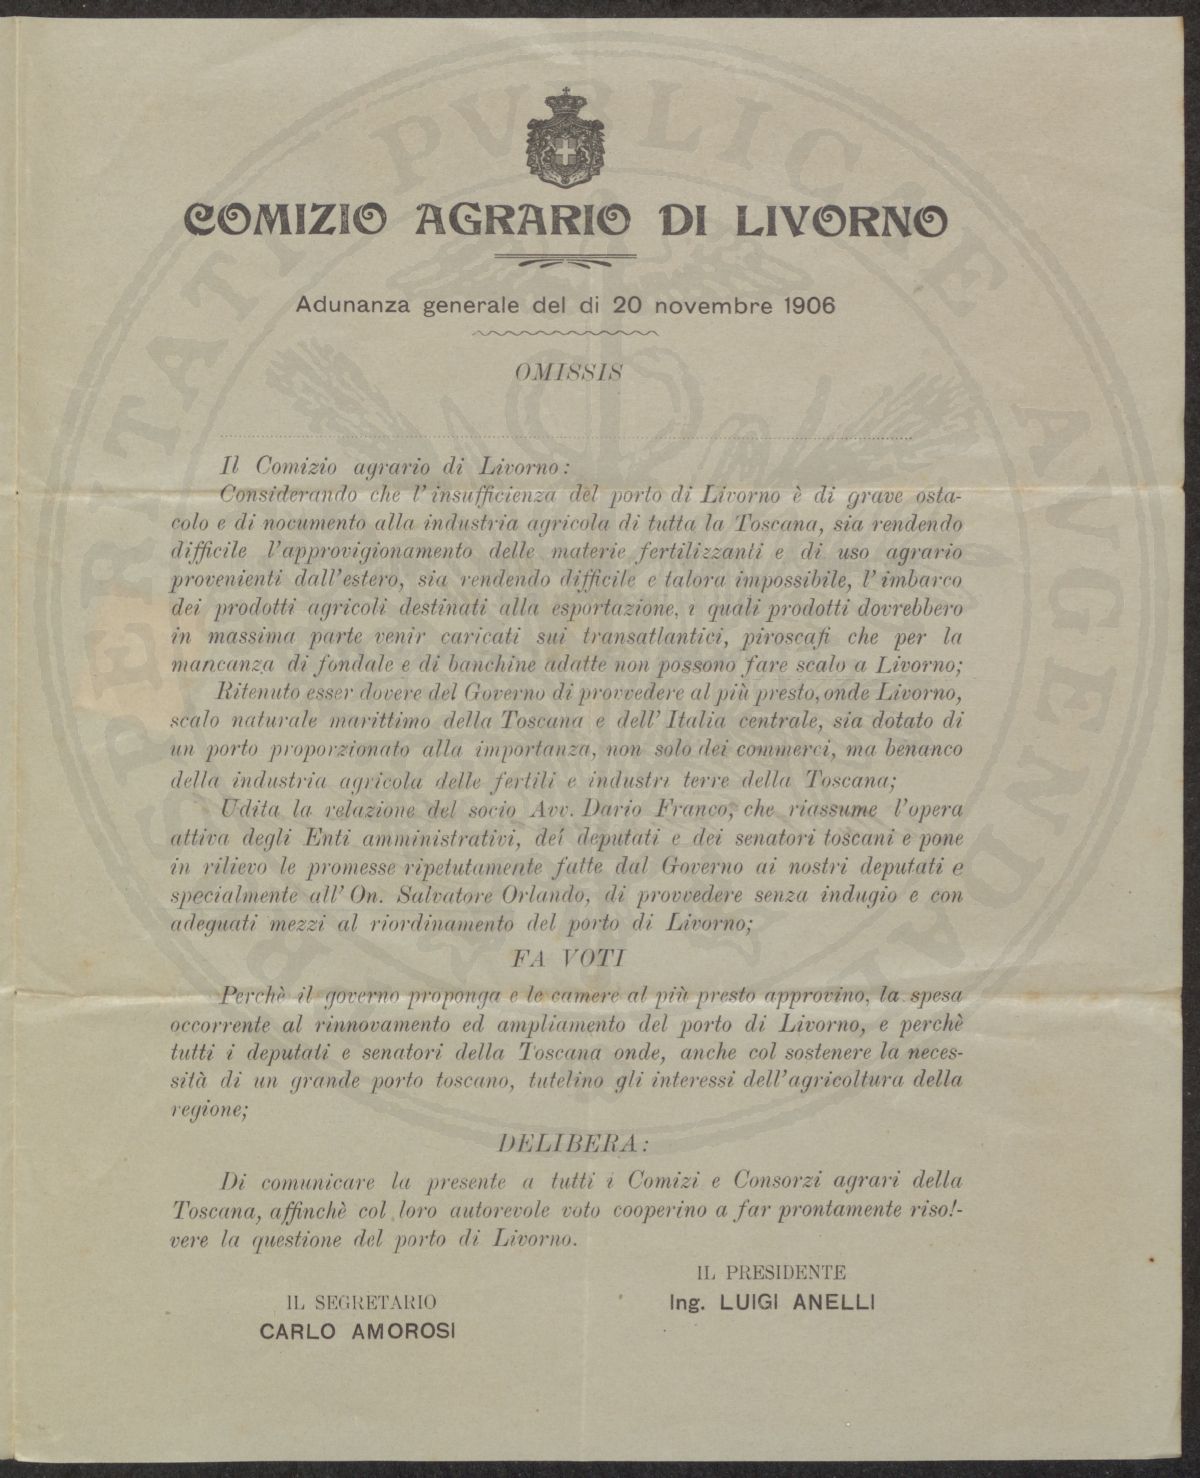 COMIZIO AGRARIO DI LIVORNO
Adunanza generale del di 20 novembre 1906
OMISSIS
Il Comizio agrario di Livorno:
Considerando che l'insufficienza del porto di Livorno è di grave osta-
colo e di nocumento alla industria agricola di tutta la Toscana, sia rendendo
difficile l'approvigionamento delle materie fertilizzanti e di uso agrario
provenienti dall'estero, sia rendendo difficile e talora impossibile, l'imbarco
dei prodotti agricoli destinati alla esportazione, i quali prodotti dovrebbero
in massima parte venir caricati sui transatlantici, piroscafi che per la
mancanza di fondale e di banchine adatte non possono fare scalo a Livorno;
Ritenuto esser dovere del Governo di provvedere al più presto, onde Livorno,
scalo naturale marittimo della Toscana e dell'Italia centrale, sia dotato di
un porto proporzionato alla importanza, non solo dei commerci, ma benanco
della industria agricola delle fertili e industri terre della Toscana;
Udita la relazione del socio Avv. Dario Franco, che riassume l'opera
attiva degli Enti amministrativi, dei deputati e dei senatori toscani e pone
in rilievo le promesse ripetutamente fatte dal Governo ai nostri deputati e
specialmente all'On. Salvatore Orlando, di provvedere senza indugio e con
adeguati mezzi al riordinamento del porto di Livorno;
FA VOTI
Perchè il governo proponga e le camere al più presto approvino, la spesa
occorrente al rinnovamento ed ampliamento del porto di Livorno, e perchè
tutti i deputati e senatori della Toscana onde, anche col sostenere la neces-
sità di un grande porto toscano, tutelino gli interessi dell'agricoltura della
regione;
DELIBERA:
Di comunicare la presente a tutti i Comizi e Consorzi agrari della
Toscana, affinchè col loro autorevole voto cooperino a far prontamente risol-
vere la questione del porto di Livorno.
IL PRESIDENTE
Ing. LUIGI ANELLI
IL SEGRETARIO
CARLO AMOROSI
PROSPERITATI PVBLICE AVGENDAE